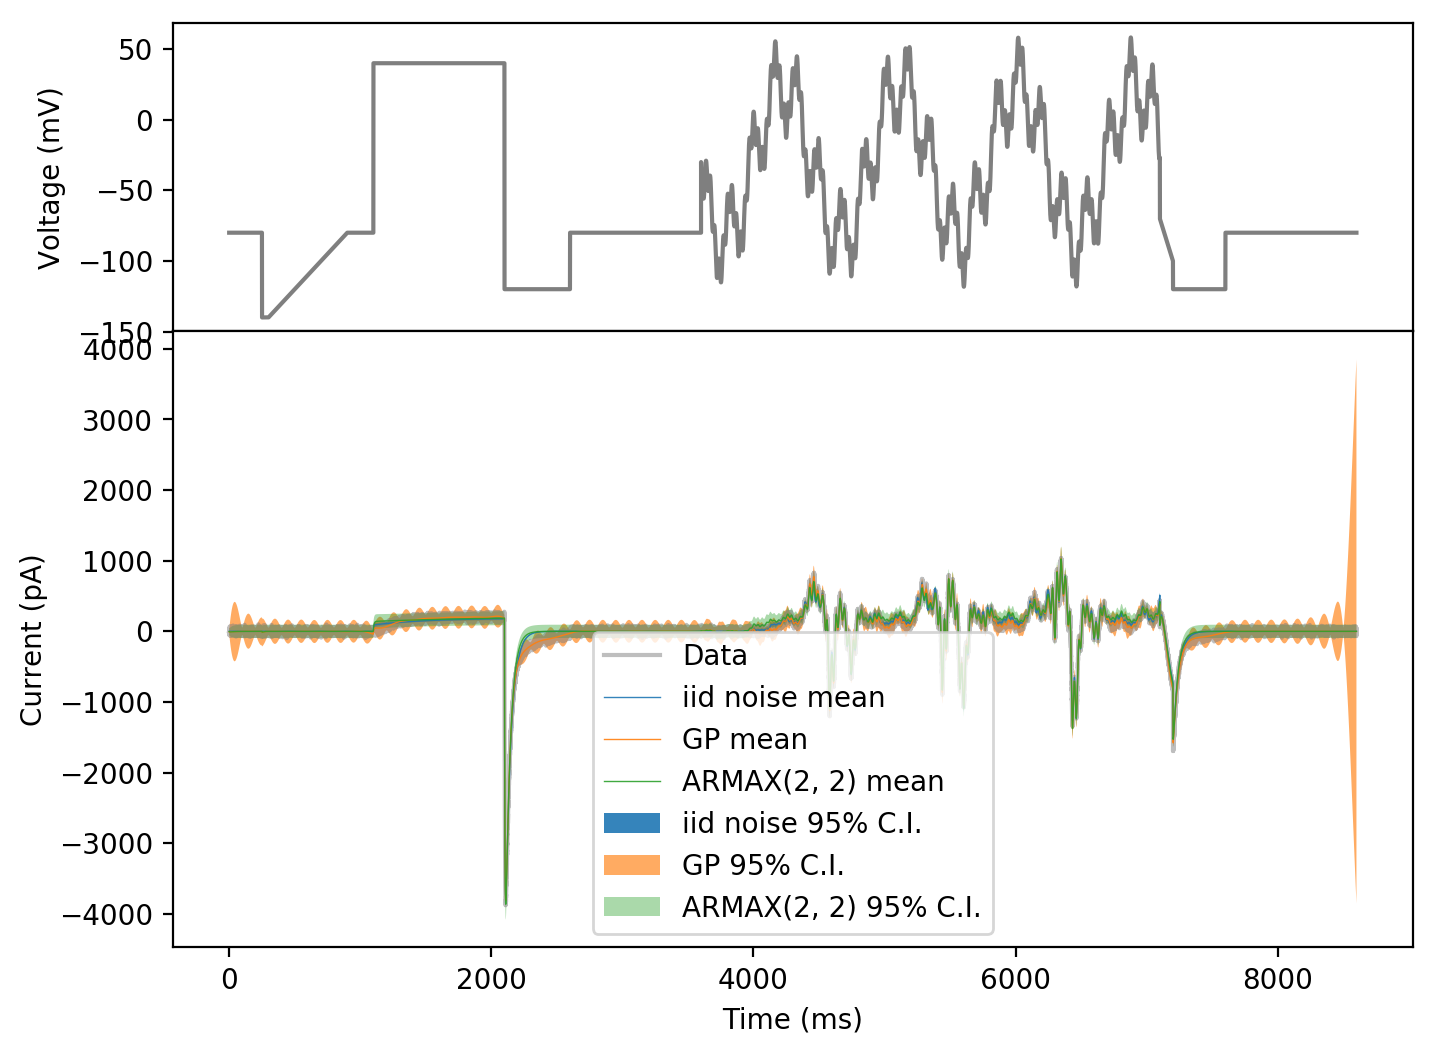 50
0
−50
−100
−150
Voltage (mV)
4000
3000
2000
1000
0
−1000
−2000
−3000
−4000
Current (pA)
Data
iid noise mean
GP mean
ARMAX(2, 2) mean
iid noise 95% C.I.
GP 95% C.I.
ARMAX(2, 2) 95% C.I.
0 2000 4000 6000 8000
Time (ms)